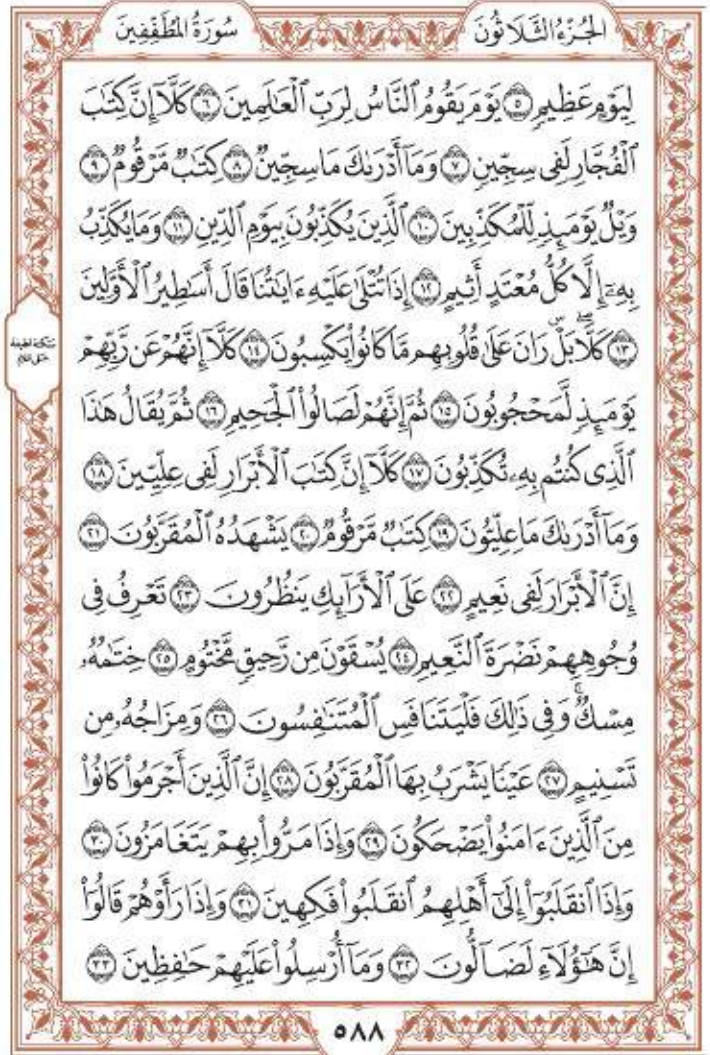 الجُزْءُ الثَّلَاثُونَ
سُورَةُ المُطَفِّفِينَ
لِيَوْمٍ عَظِيمٍ ٥ يَوْمَ يَقُومُ ٱلنَّاسُ لِرَبِّ ٱلْعَٰلَمِينَ ٦ كَلَّآ إِنَّ كِتَٰبَ
ٱلْفُجَّارِ لَفِى سِجِّينٍ ٧ وَمَآ أَدْرَىٰكَ مَا سِجِّينٌ ٨ كِتَٰبٌ مَّرْقُومٌ ٩
وَيْلٌ يَوْمَئِذٍ لِّلْمُكَذِّبِينَ ١٠ ٱلَّذِينَ يُكَذِّبُونَ بِيَوْمِ ٱلدِّينِ ١١ وَمَا يُكَذِّبُ
بِهِۦٓ إِلَّا كُلُّ مُعْتَدٍ أَثِيمٍ ١٢ إِذَا تُتْلَىٰ عَلَيْهِ ءَايَٰتُنَا قَالَ أَسَٰطِيرُ ٱلْأَوَّلِينَ
١٣ كَلَّا ۖ بَلْ ۜ رَانَ عَلَىٰ قُلُوبِهِم مَّا كَانُوا۟ يَكْسِبُونَ ١٤ كَلَّآ إِنَّهُمْ عَن رَّبِّهِمْ
يَوْمَئِذٍ لَّمَحْجُوبُونَ ١٥ ثُمَّ إِنَّهُمْ لَصَالُوا۟ ٱلْجَحِيمِ ١٦ ثُمَّ يُقَالُ هَٰذَا
ٱلَّذِى كُنتُم بِهِۦ تُكَذِّبُونَ ١٧ كَلَّآ إِنَّ كِتَٰبَ ٱلْأَبْرَارِ لَفِى عِلِّيِّينَ ١٨
وَمَآ أَدْرَىٰكَ مَا عِلِّيُّونَ ١٩ كِتَٰبٌ مَّرْقُومٌ ٢٠ يَشْهَدُهُ ٱلْمُقَرَّبُونَ ٢١
إِنَّ ٱلْأَبْرَارَ لَفِى نَعِيمٍ ٢٢ عَلَى ٱلْأَرَآئِكِ يَنظُرُونَ ٢٣ تَعْرِفُ فِى
وُجُوهِهِمْ نَضْرَةَ ٱلنَّعِيمِ ٢٤ يُسْقَوْنَ مِن رَّحِيقٍ مَّخْتُومٍ ٢٥ خِتَٰمُهُۥ
مِسْكٌ ۚ وَفِى ذَٰلِكَ فَلْيَتَنَافَسِ ٱلْمُتَنَٰفِسُونَ ٢٦ وَمِزَاجُهُۥ مِن
تَسْنِيمٍ ٢٧ عَيْنًا يَشْرَبُ بِهَا ٱلْمُقَرَّبُونَ ٢٨ إِنَّ ٱلَّذِينَ أَجْرَمُوا۟ كَانُوا۟
مِنَ ٱلَّذِينَ ءَامَنُوا۟ يَضْحَكُونَ ٢٩ وَإِذَا مَرُّوا۟ بِهِمْ يَتَغَامَزُونَ ٣٠
وَإِذَا ٱنقَلَبُوٓا۟ إِلَىٰٓ أَهْلِهِمُ ٱنقَلَبُوا۟ فَكِهِينَ ٣١ وَإِذَا رَأَوْهُمْ قَالُوٓا۟
إِنَّ هَٰٓؤُلَآءِ لَضَآلُّونَ ٣٢ وَمَآ أُرْسِلُوا۟ عَلَيْهِمْ حَٰفِظِينَ ٣٣
٥٨٨